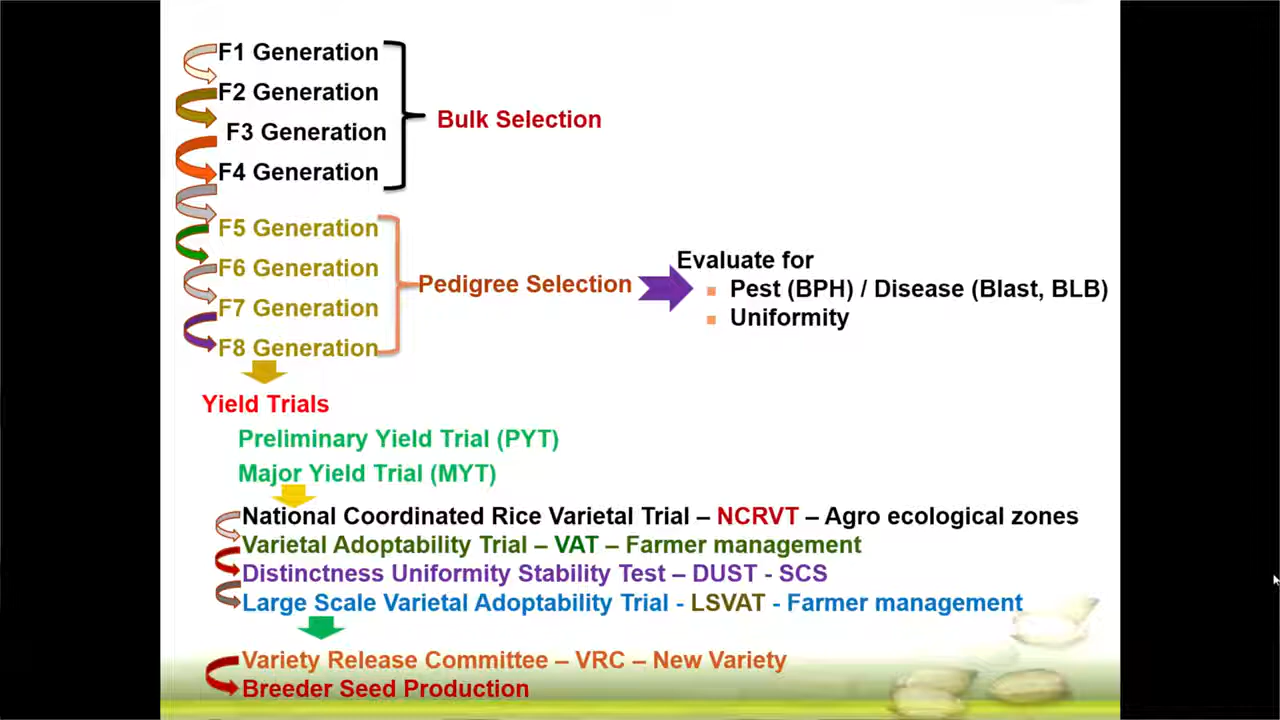 F1 Generation
F2 Generation
F3 Generation
F4 Generation
Bulk Selection
F5 Generation
F6 Generation
F7 Generation
F8 Generation
Pedigree Selection
Evaluate for
Pest (BPH) / Disease (Blast, BLB)
Uniformity
Yield Trials
Preliminary Yield Trial (PYT)
Major Yield Trial (MYT)
National Coordinated Rice Varietal Trial – NCRVT – Agro ecological zones
Varietal Adoptability Trial – VAT – Farmer management
Distinctness Uniformity Stability Test – DUST - SCS
Large Scale Varietal Adoptability Trial - LSVAT - Farmer management
Variety Release Committee – VRC – New Variety
Breeder Seed Production